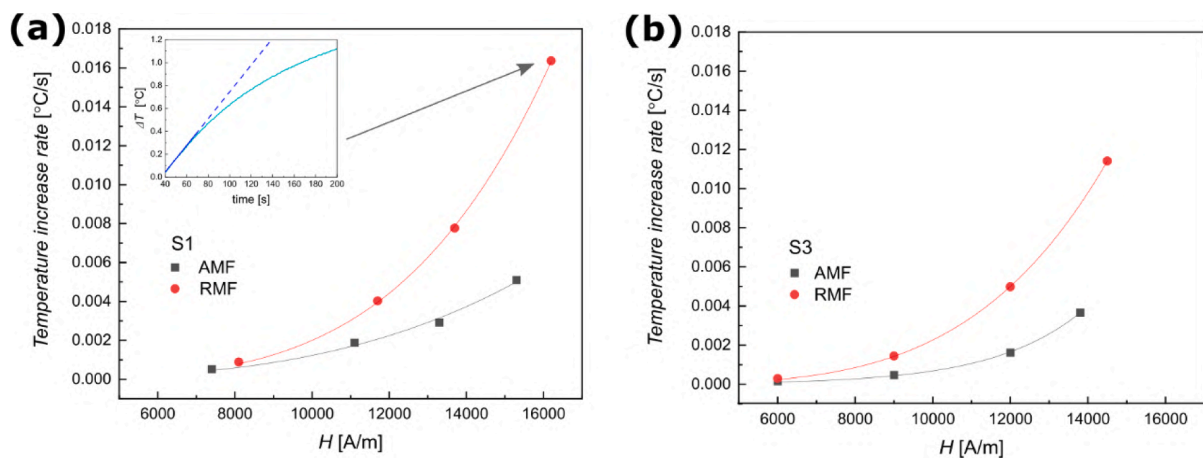 (a)
Temperature increase rate [°C/s]
0.018
0.016
0.014
0.012
0.010
0.008
0.006
0.004
0.002
0.000
ΔT [°C]
1.2
1.0
0.8
0.6
0.4
0.2
0.0
40 60 80 100 120 140 160 180 200
time [s]
S1
AMF
RMF
6000 8000 10000 12000 14000 16000
H [A/m]
(b)
Temperature increase rate [°C/s]
0.018
0.016
0.014
0.012
0.010
0.008
0.006
0.004
0.002
0.000
S3
AMF
RMF
6000 8000 10000 12000 14000 16000
H [A/m]